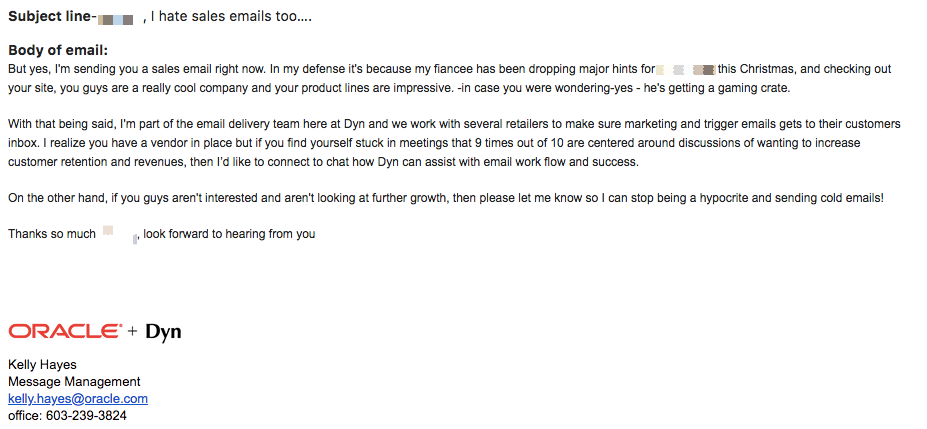 Subject line- , I hate sales emails too....
Body of email:
But yes, I'm sending you a sales email right now. In my defense it's because my fiancee has been dropping major hints for this Christmas, and checking out
your site, you guys are a really cool company and your product lines are impressive. -in case you were wondering-yes - he's getting a gaming crate.
With that being said, I'm part of the email delivery team here at Dyn and we work with several retailers to make sure marketing and trigger emails gets to their customers
inbox. I realize you have a vendor in place but if you find yourself stuck in meetings that 9 times out of 10 are centered around discussions of wanting to increase
customer retention and revenues, then I'd like to connect to chat how Dyn can assist with email work flow and success.
On the other hand, if you guys aren't interested and aren't looking at further growth, then please let me know so I can stop being a hypocrite and sending cold emails!
Thanks so much , look forward to hearing from you
ORACLE® + Dyn
Kelly Hayes
Message Management
kelly.hayes@oracle.com
office: 603-239-3824